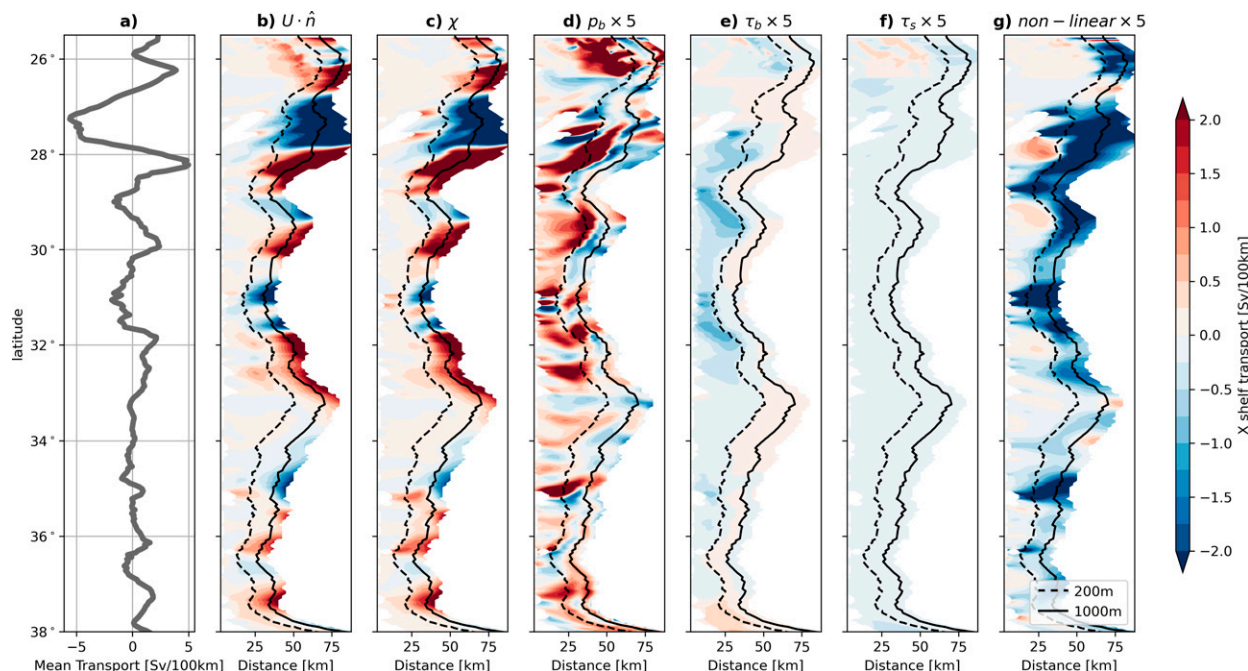 a)
b) U · n̂
c) χ
d) p_b × 5
e) τ_b × 5
f) τ_s × 5
g) non − linear × 5
26°
28°
30°
32°
34°
36°
38°
latitude
−5 0 5
Mean Transport [Sv/100km]
25 50 75
Distance [km]
25 50 75
Distance [km]
25 50 75
Distance [km]
25 50 75
Distance [km]
25 50 75
Distance [km]
25 50 75
Distance [km]
200m
1000m
2.0
1.5
1.0
0.5
0.0
−0.5
−1.0
−1.5
−2.0
X shelf transport [Sv/100km]